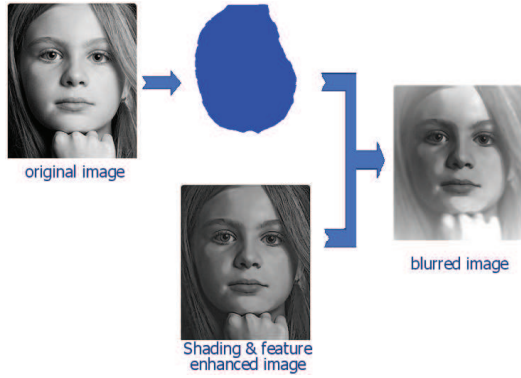 original image
blurred image
Shading & feature
enhanced image